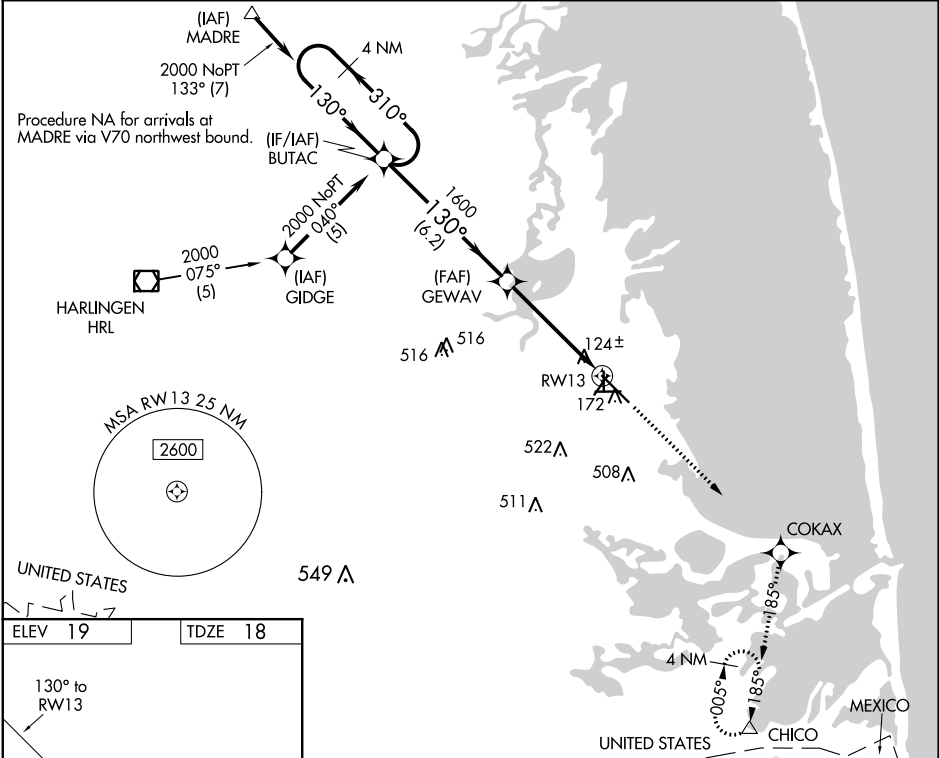 (IAF)
MADRE
2000 NoPT
133° (7)
4 NM
130°
310°
Procedure NA for arrivals at
MADRE via V70 northwest bound.
(IF/IAF)
BUTAC
2000 NoPT
040°
(5)
1600
130°
(6.2)
2000
075°
(5)
(IAF)
GIDGE
HARLINGEN
HRL
(FAF)
GEWAV
516
516
124±
RW13
172
522
508
511
549
MSA RW13 25 NM
2600
COKAX
185°
4 NM
005°
185°
CHICO
MEXICO
UNITED STATES
UNITED STATES
ELEV 19
TDZE 18
130° to
RW13